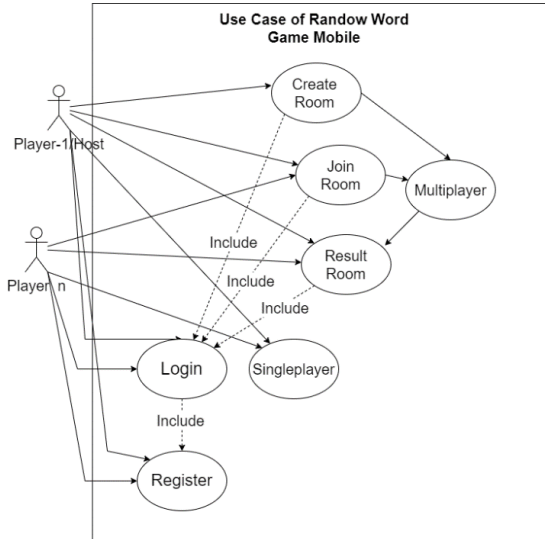 Use Case of Randow Word
Game Mobile
Create
Room
Player-1/Host
Join
Room
Multiplayer
Include
Result
Room
Player n
Include
Include
Login
Singleplayer
Include
Register